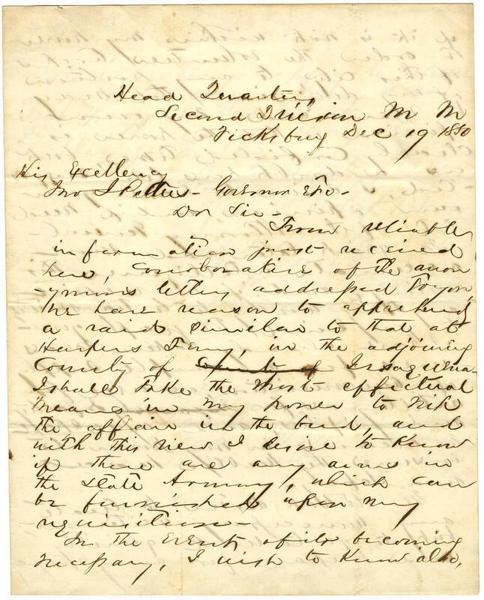 Head Quarters,
Second Division M M
Vicksburg Dec 19 1860
His Excellency
Jno J Pettus - Governor &c -
Dr Sir -
From reliable
information just received
here, corroborative of the anon
-ymous letter, addressed to you,
We have reason to apprehend
a raid similar to that at
Harpers Ferry, in the adjoining
County of Issaquena
I shall take the most effectual
means in my power to nip
the affair in the bud, and
with this view I desire to know
if there are any arms in
the State Armory, which can
be furnished upon my
requisition -
In the event of its becoming
necessary, I wish to know also,